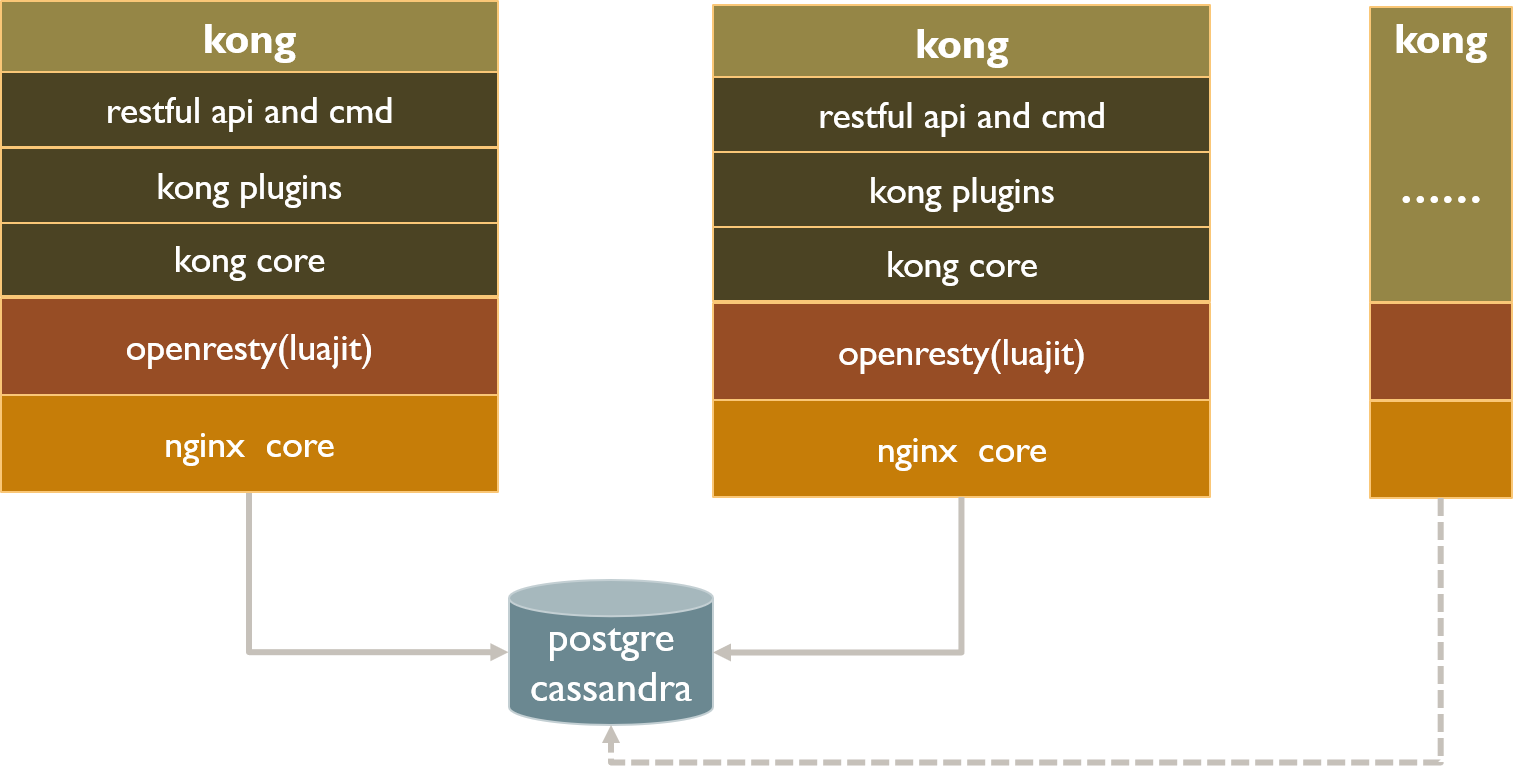 kong
restful api and cmd
kong plugins
kong core
openresty(luajit)
nginx  core
kong
restful api and cmd
kong plugins
kong core
openresty(luajit)
nginx  core
kong
......
postgre
cassandra